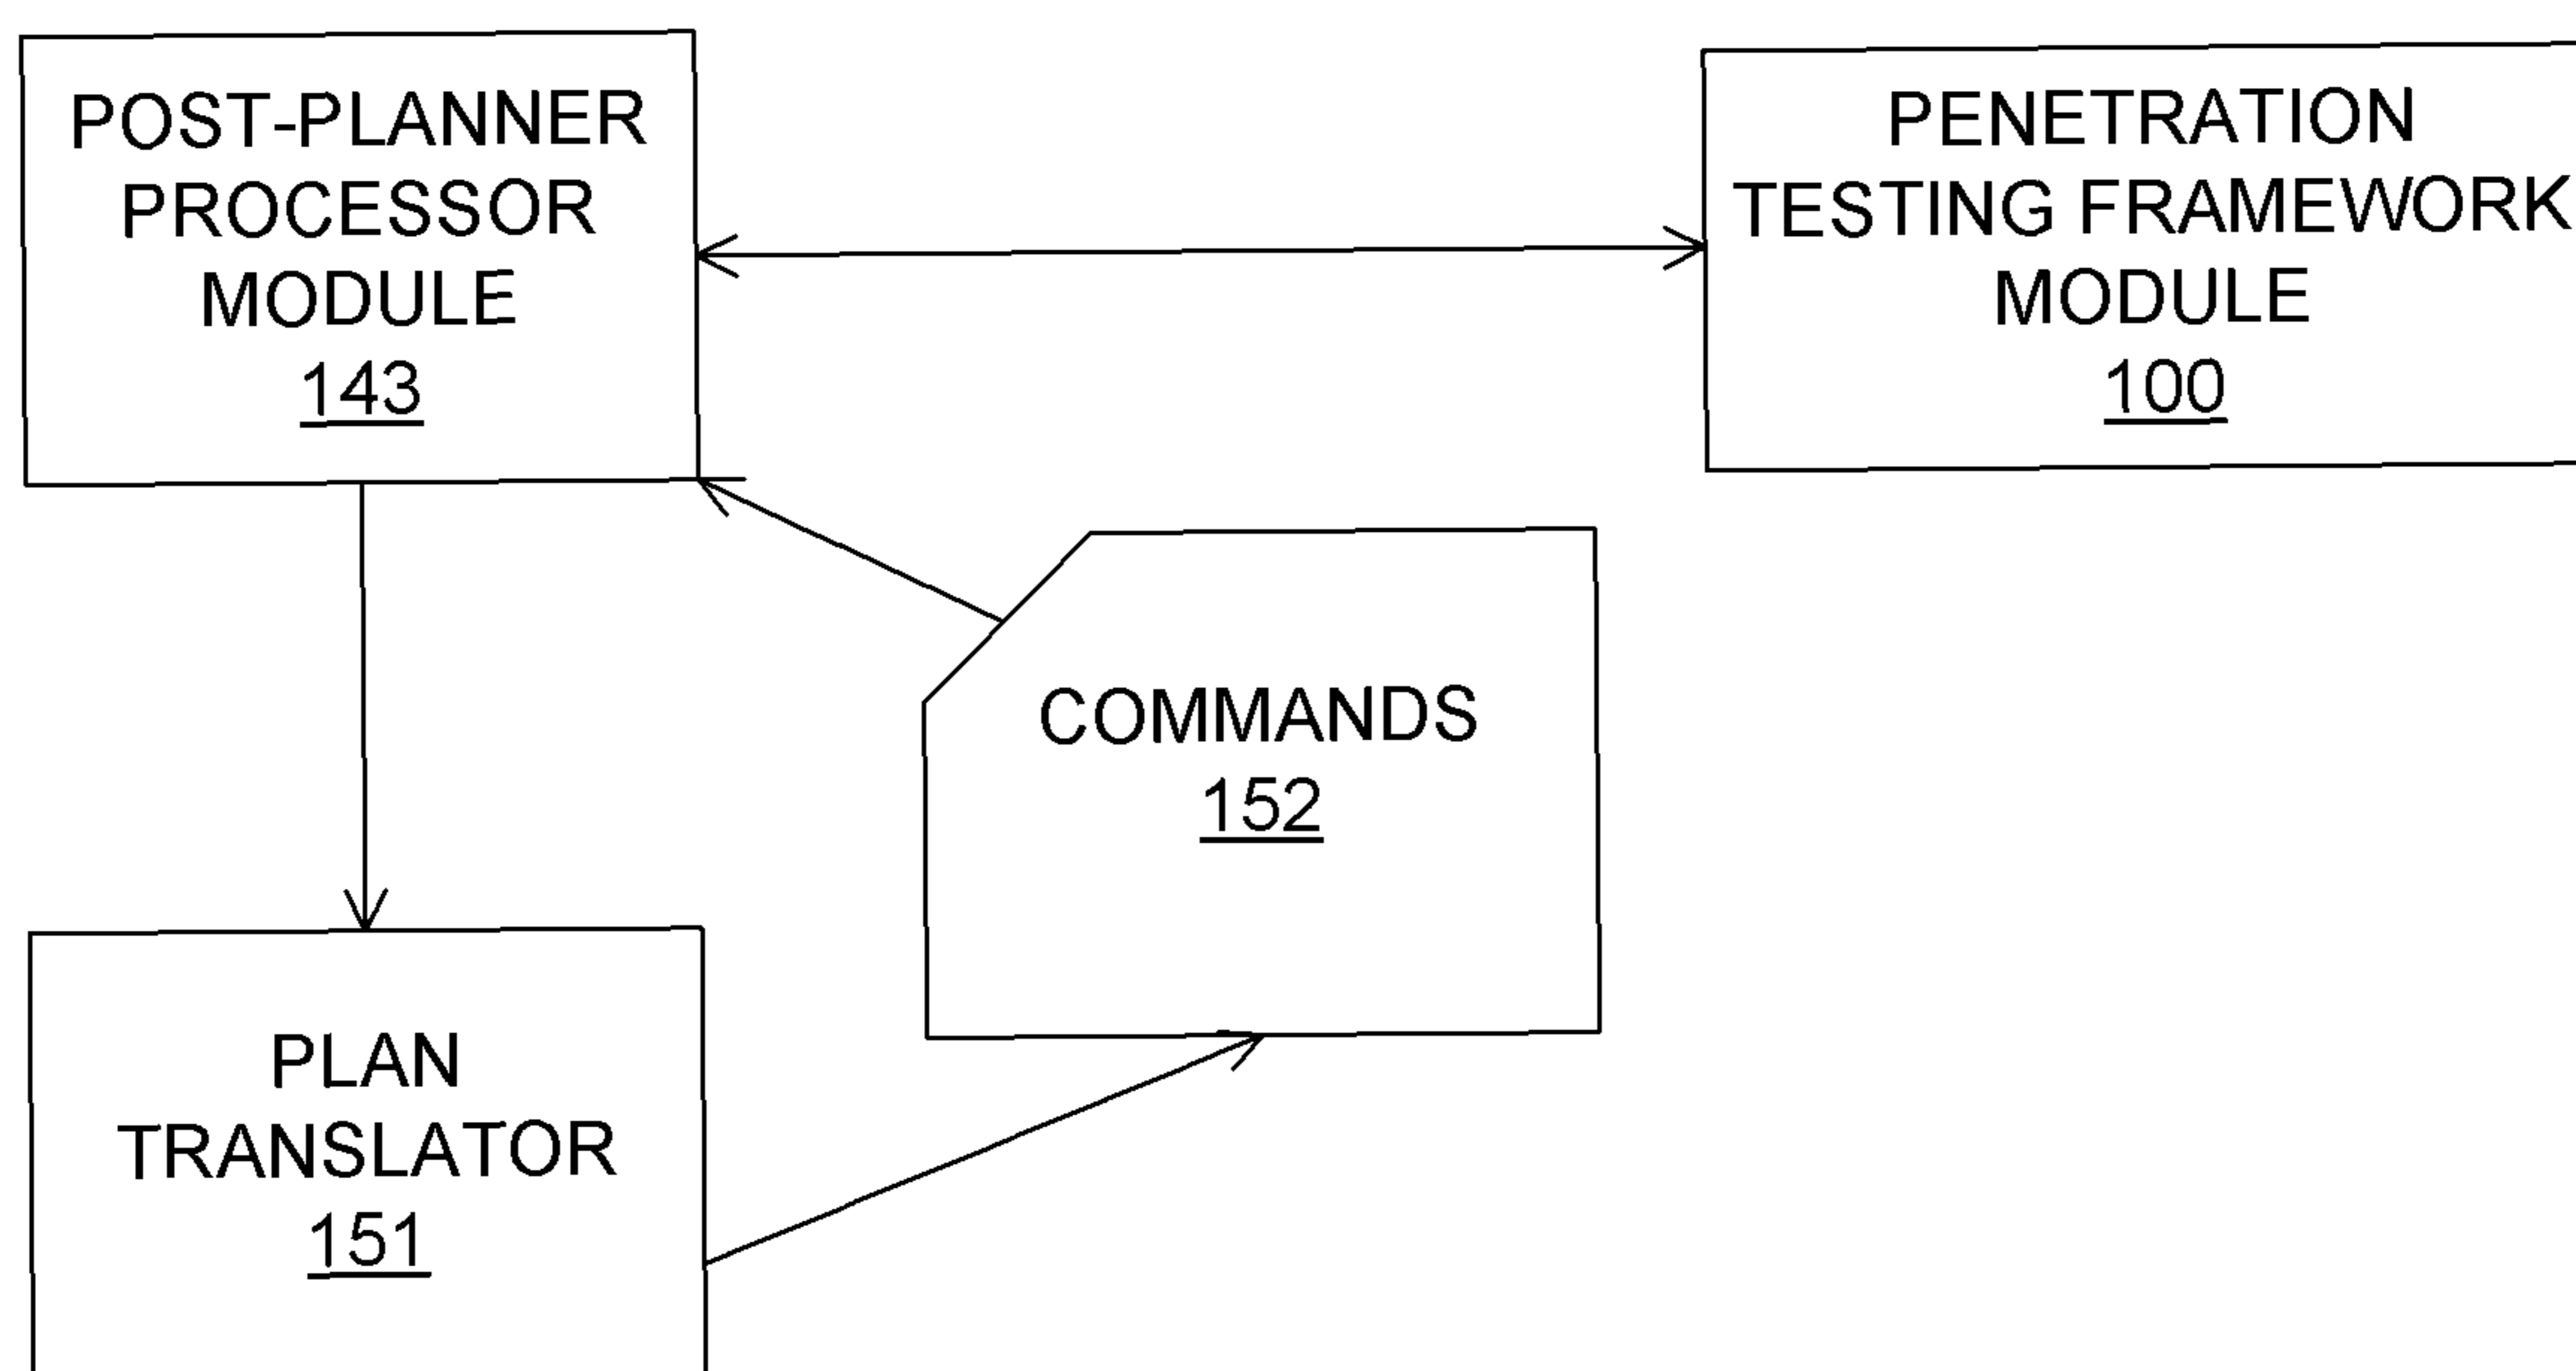 POST-PLANNER
PROCESSOR
MODULE
143
PENETRATION
TESTING FRAMEWORK
MODULE
100
COMMANDS
152
PLAN
TRANSLATOR
151